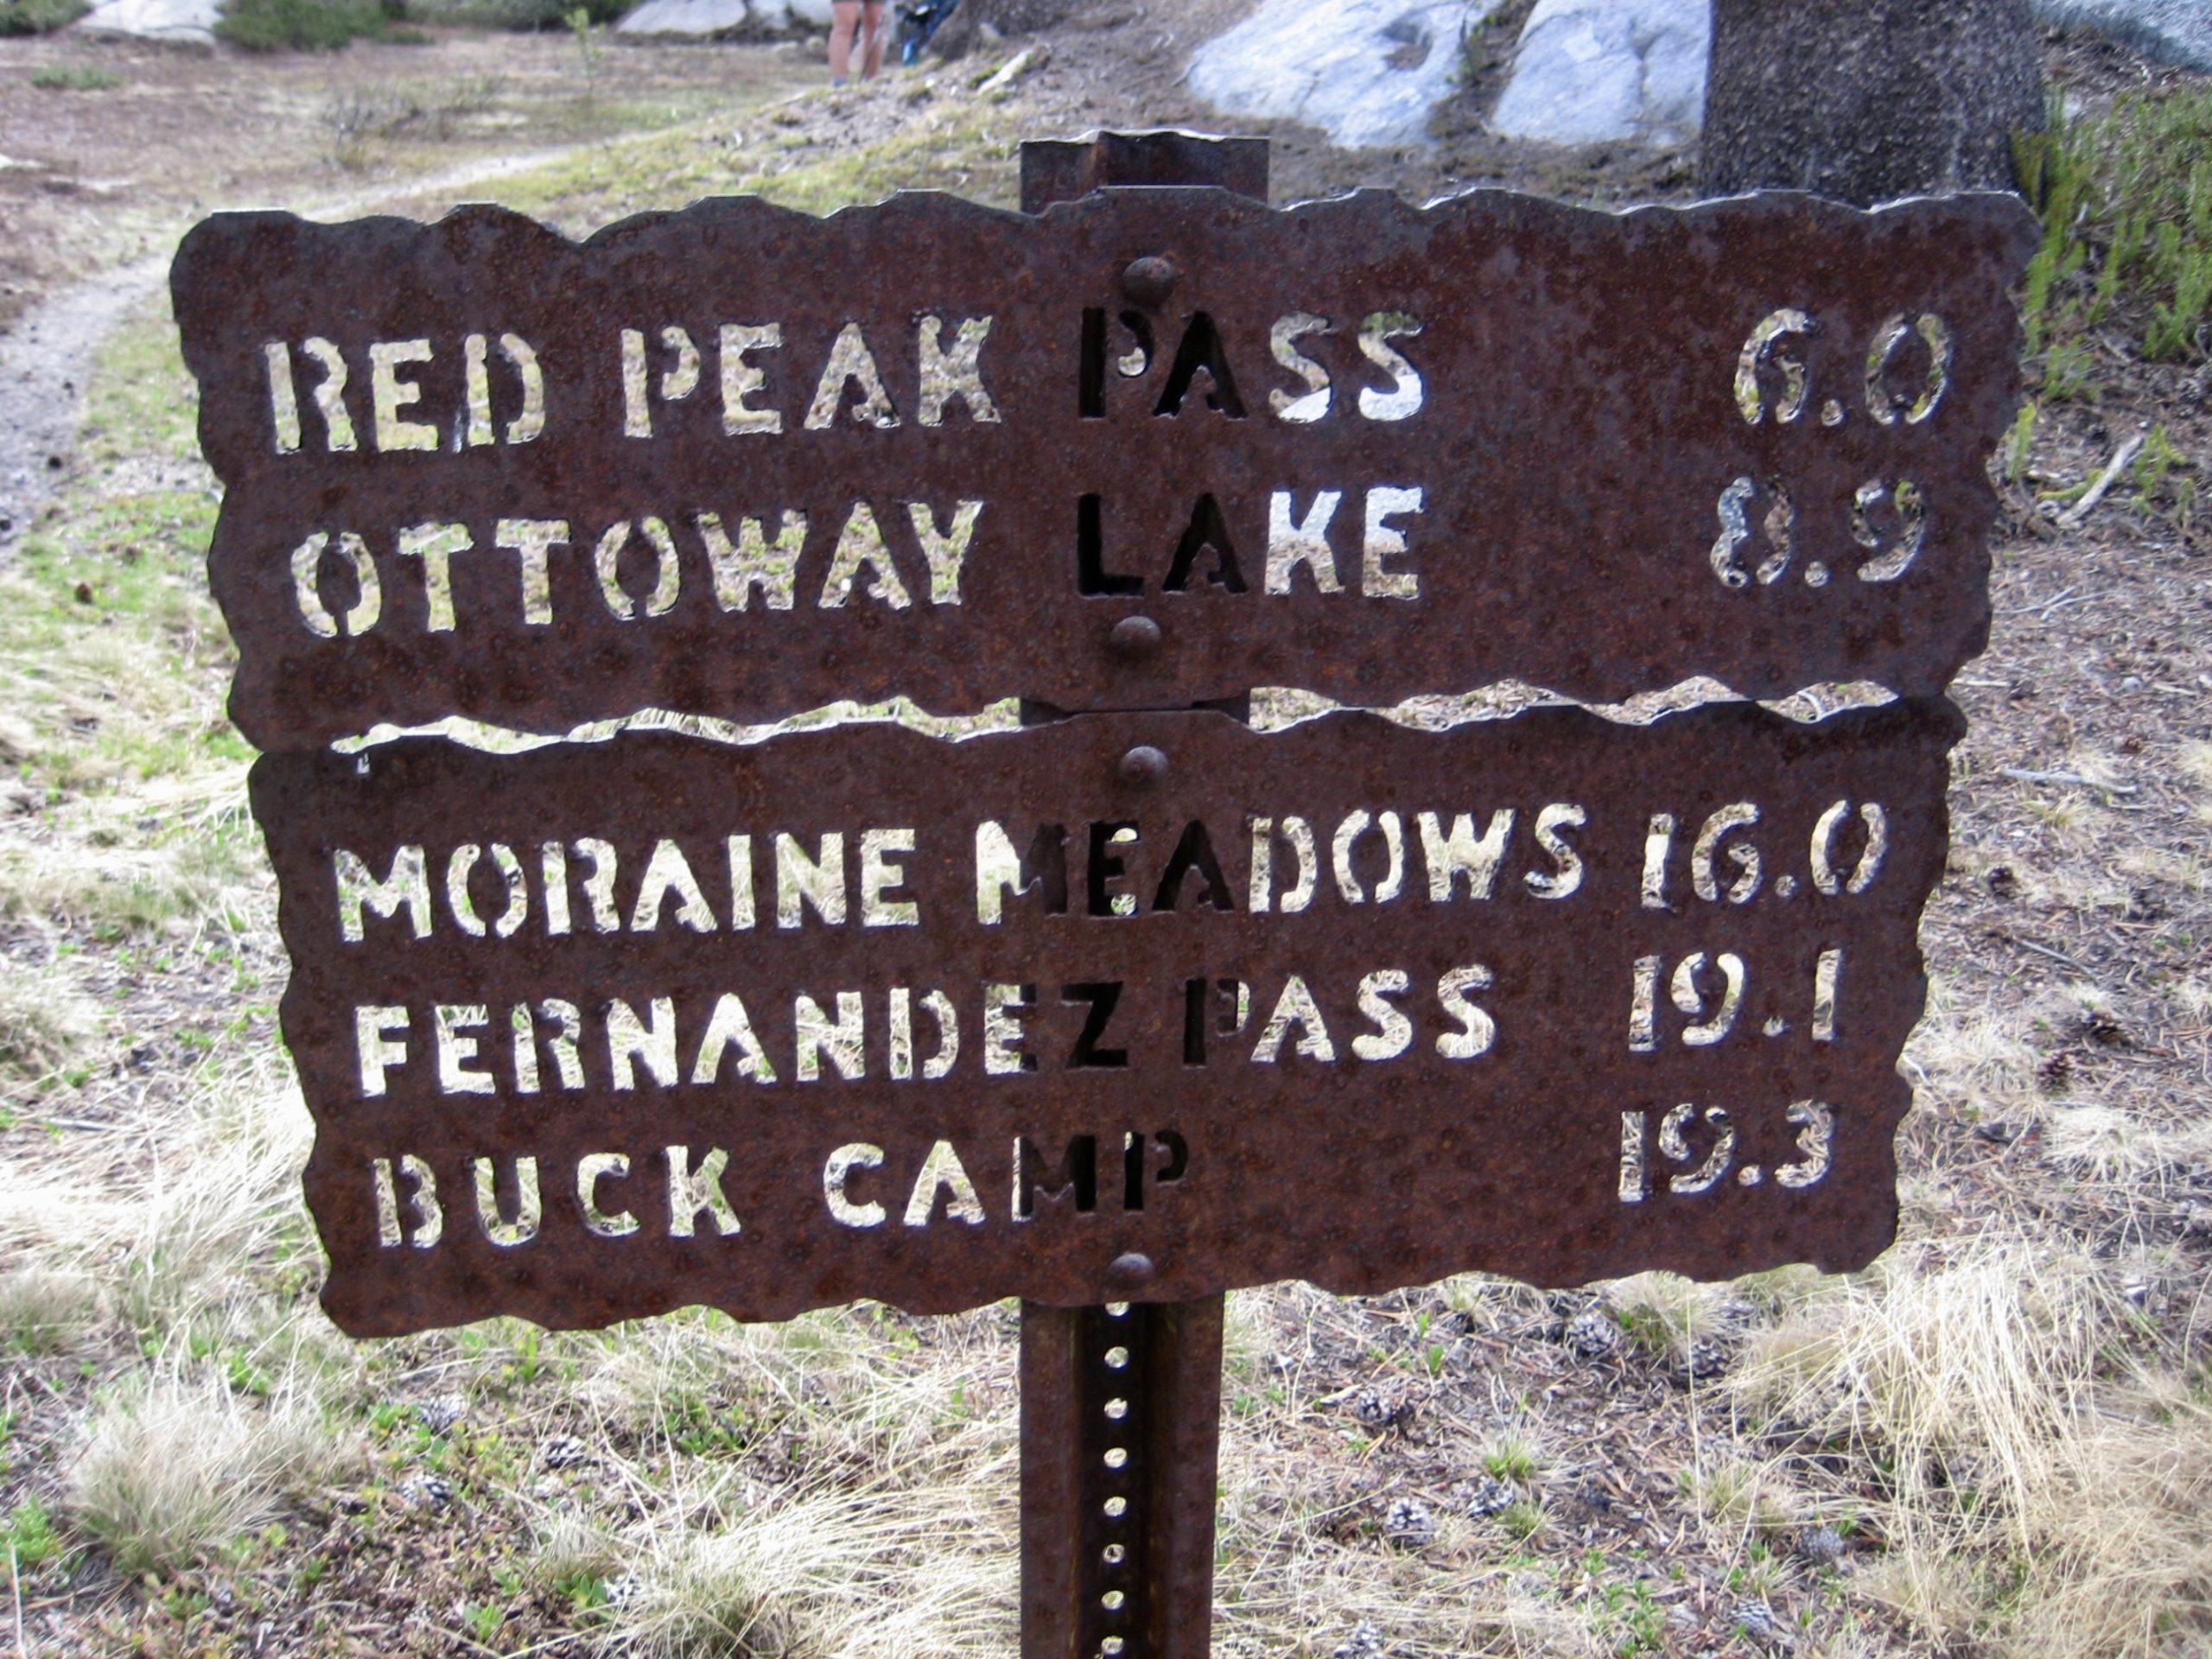 RED PEAK PASS 6.0
OTTOWAY LAKE 8.9
MORAINE MEADOWS 16.0
FERNANDEZ PASS 19.1
BUCK CAMP 19.3